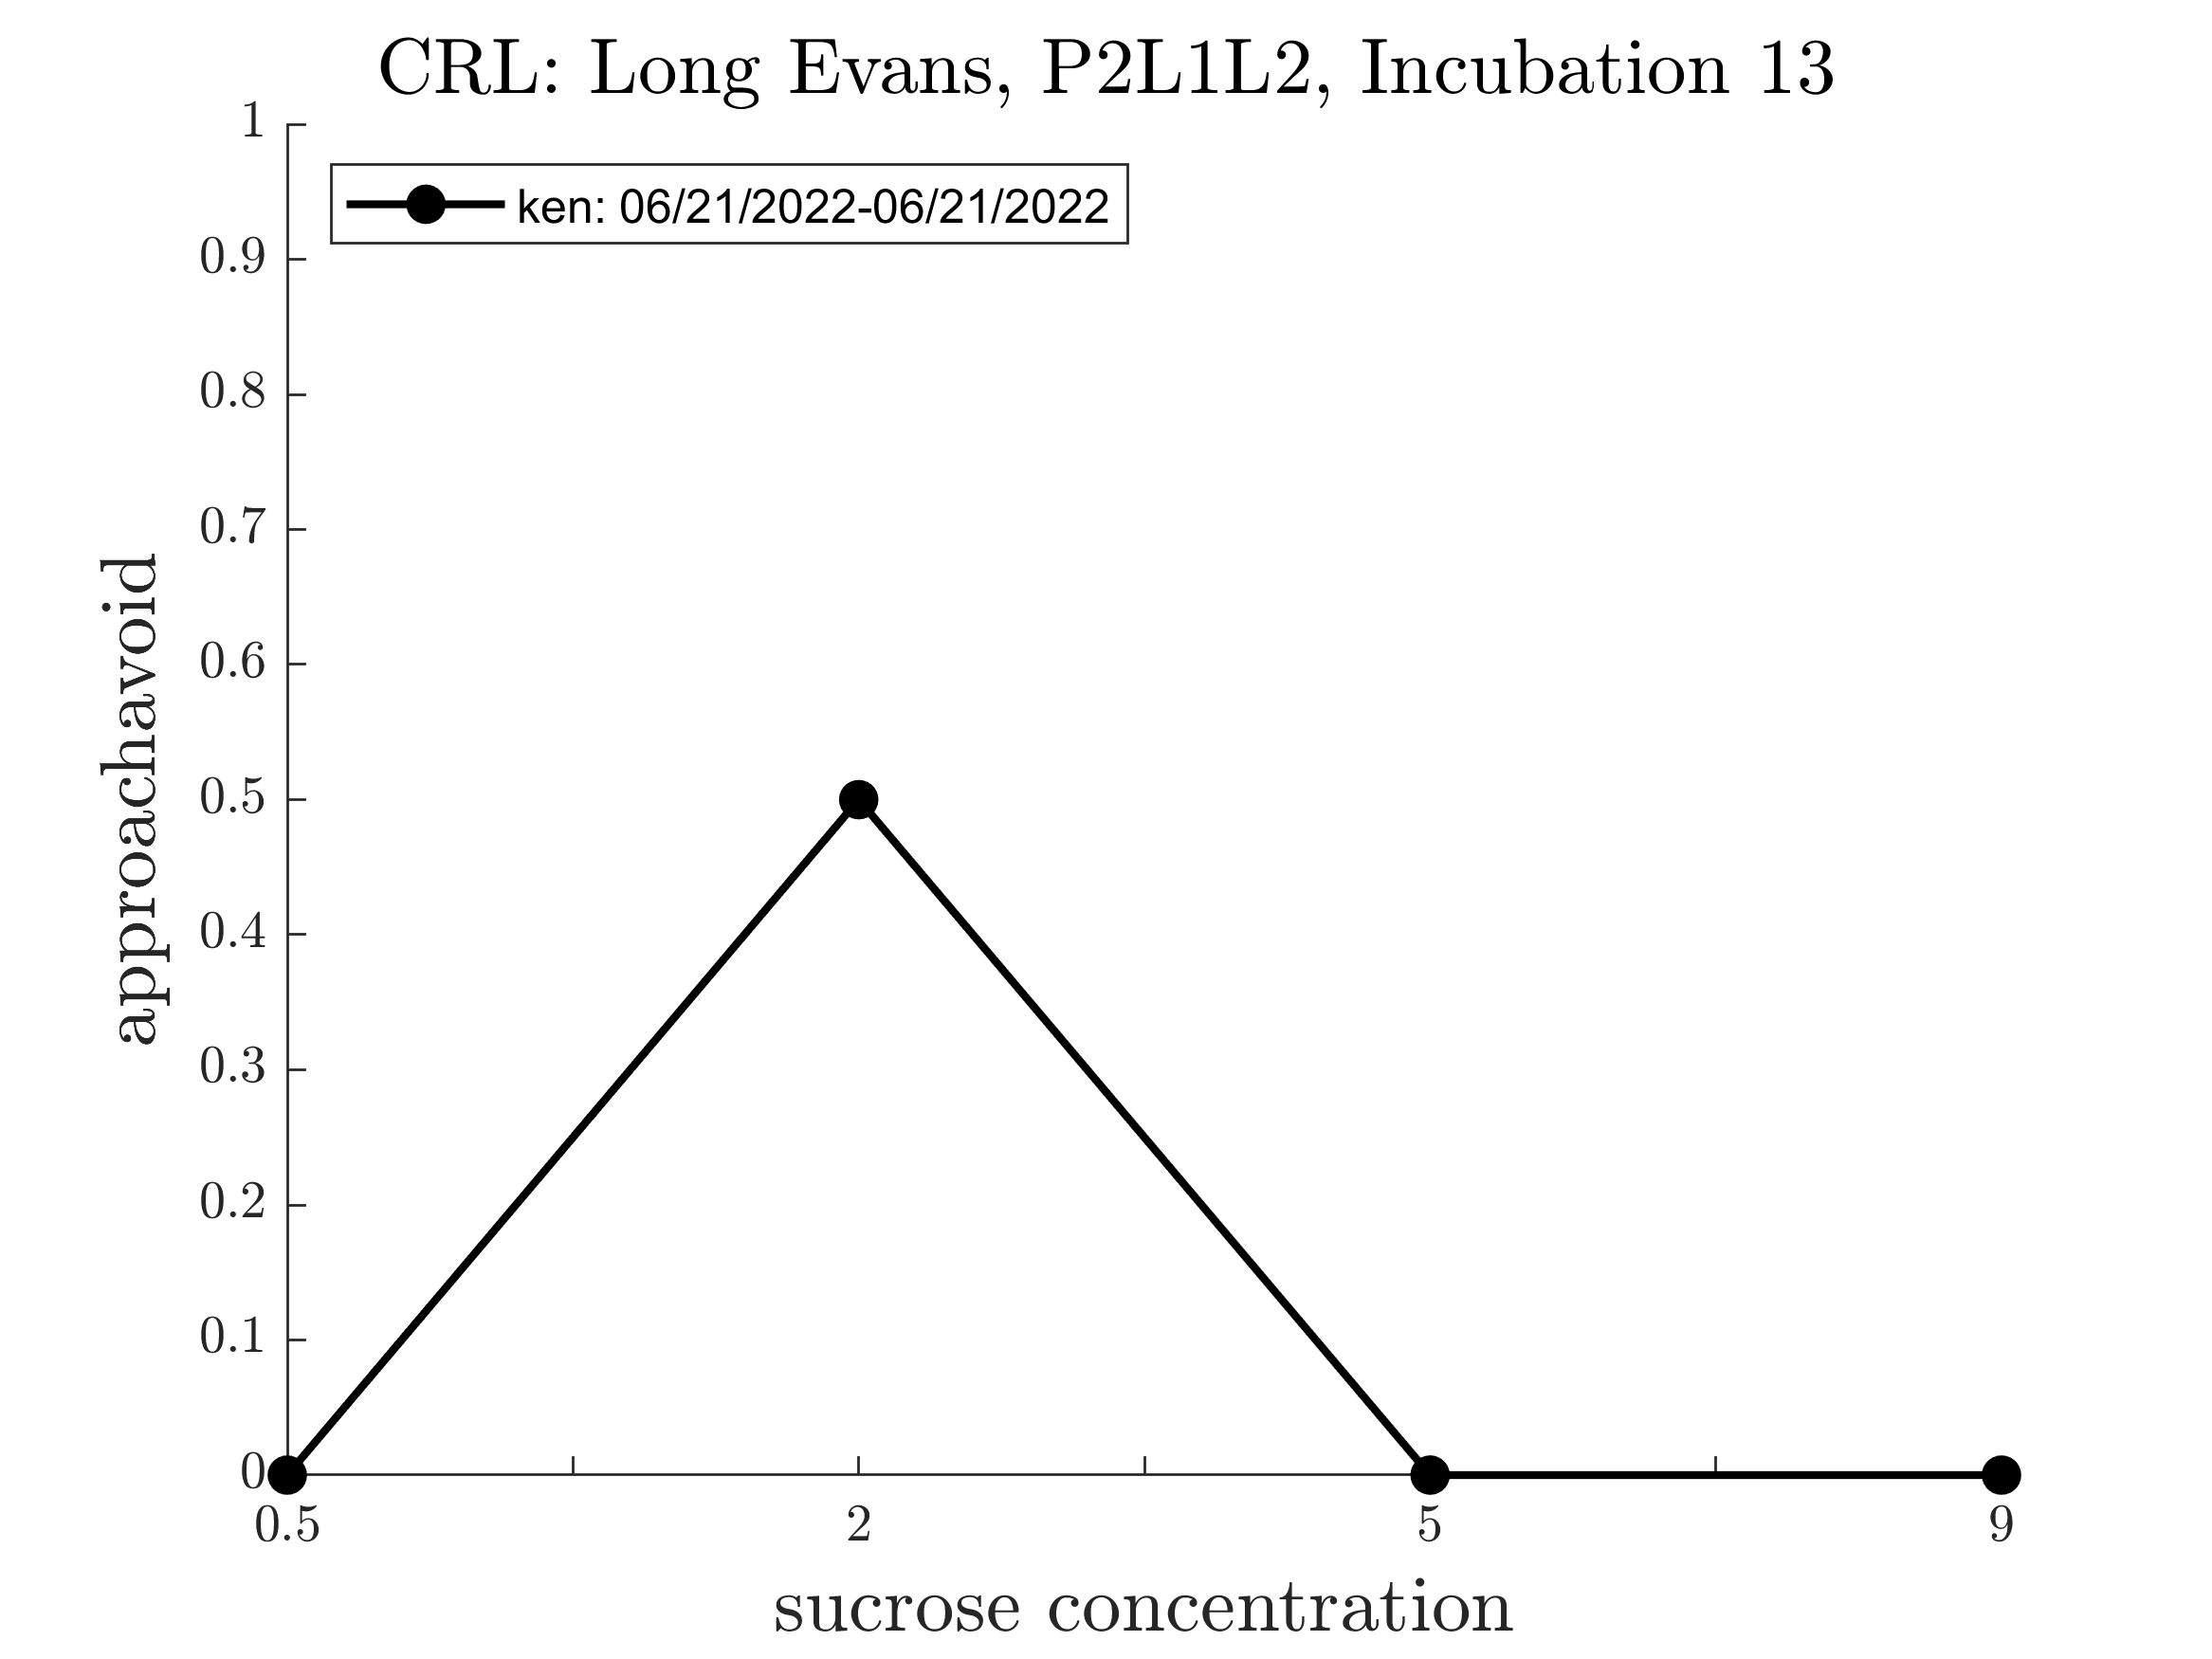 CRL: Long Evans, P2L1L2, Incubation 13
1
ken: 06/21/2022-06/21/2022
0.9
0.8
0.7
0.6
0.5
0.4
0.3
0.2
0.1
0
approachavoid
0.5 2 5 9
sucrose concentration